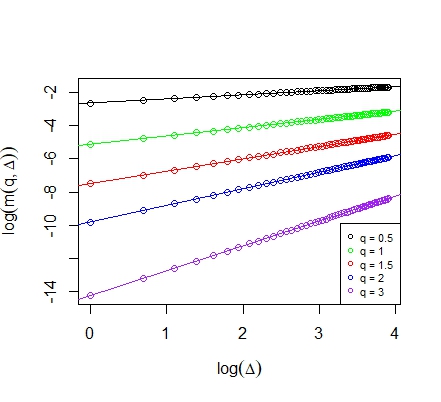 log(m(q, Δ))
-2
-4
-6
-10
-14
0
1
2
3
4
log(Δ)
q = 0.5
q = 1
q = 1.5
q = 2
q = 3